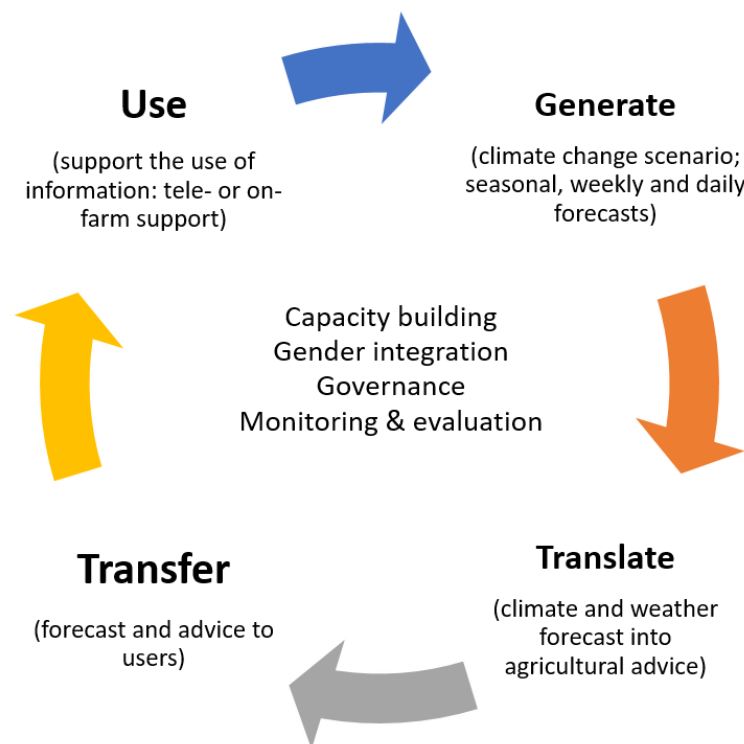 Use
(support the use of
information: tele- or on-
farm support)
Generate
(climate change scenario;
seasonal, weekly and daily
forecasts)
Capacity building
Gender integration
Governance
Monitoring & evaluation
Transfer
(forecast and advice to
users)
Translate
(climate and weather
forecast into
agricultural advice)